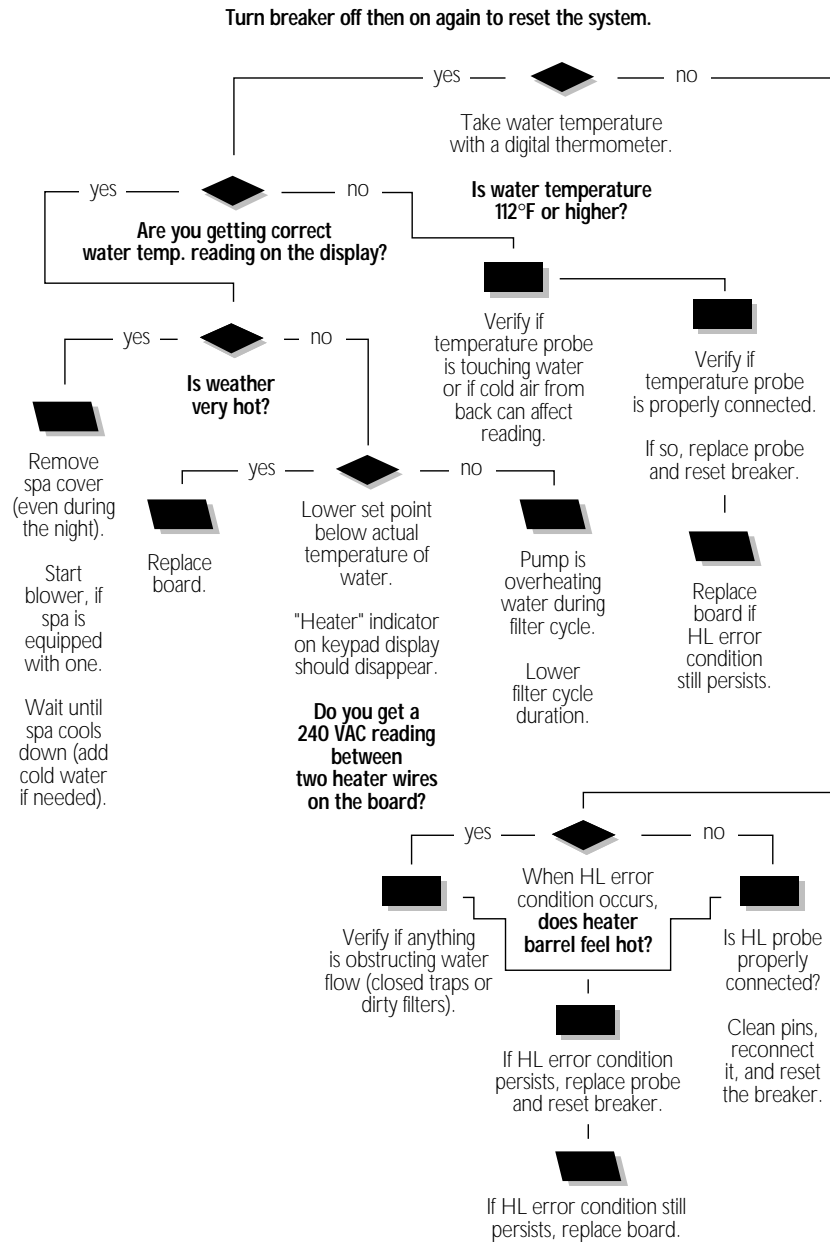 Turn breaker off then on again to reset the system.
yes
no
Take water temperature
with a digital thermometer.
Is water temperature
112°F or higher?
yes
no
Are you getting correct
water temp. reading on the display?
Verify if
temperature probe
is touching water
or if cold air from
back can affect
reading.
Verify if
temperature probe
is properly connected.
If so, replace probe
and reset breaker.
Replace
board if
HL error
condition
still persists.
yes
no
Is weather
very hot?
Remove
spa cover
(even during
the night).
Start
blower, if
spa is
equipped
with one.
Wait until
spa cools
down (add
cold water
if needed).
yes
no
Replace
board.
Lower set point
below actual
temperature of
water.
"Heater" indicator
on keypad display
should disappear.
Do you get a
240 VAC reading
between
two heater wires
on the board?
Pump is
overheating
water during
filter cycle.
Lower
filter cycle
duration.
yes
no
When HL error
condition occurs,
does heater
barrel feel hot?
Verify if anything
is obstructing water
flow (closed traps or
dirty filters).
Is HL probe
properly
connected?
Clean pins,
reconnect
it, and reset
the breaker.
If HL error condition
persists, replace probe
and reset breaker.
If HL error condition still
persists, replace board.